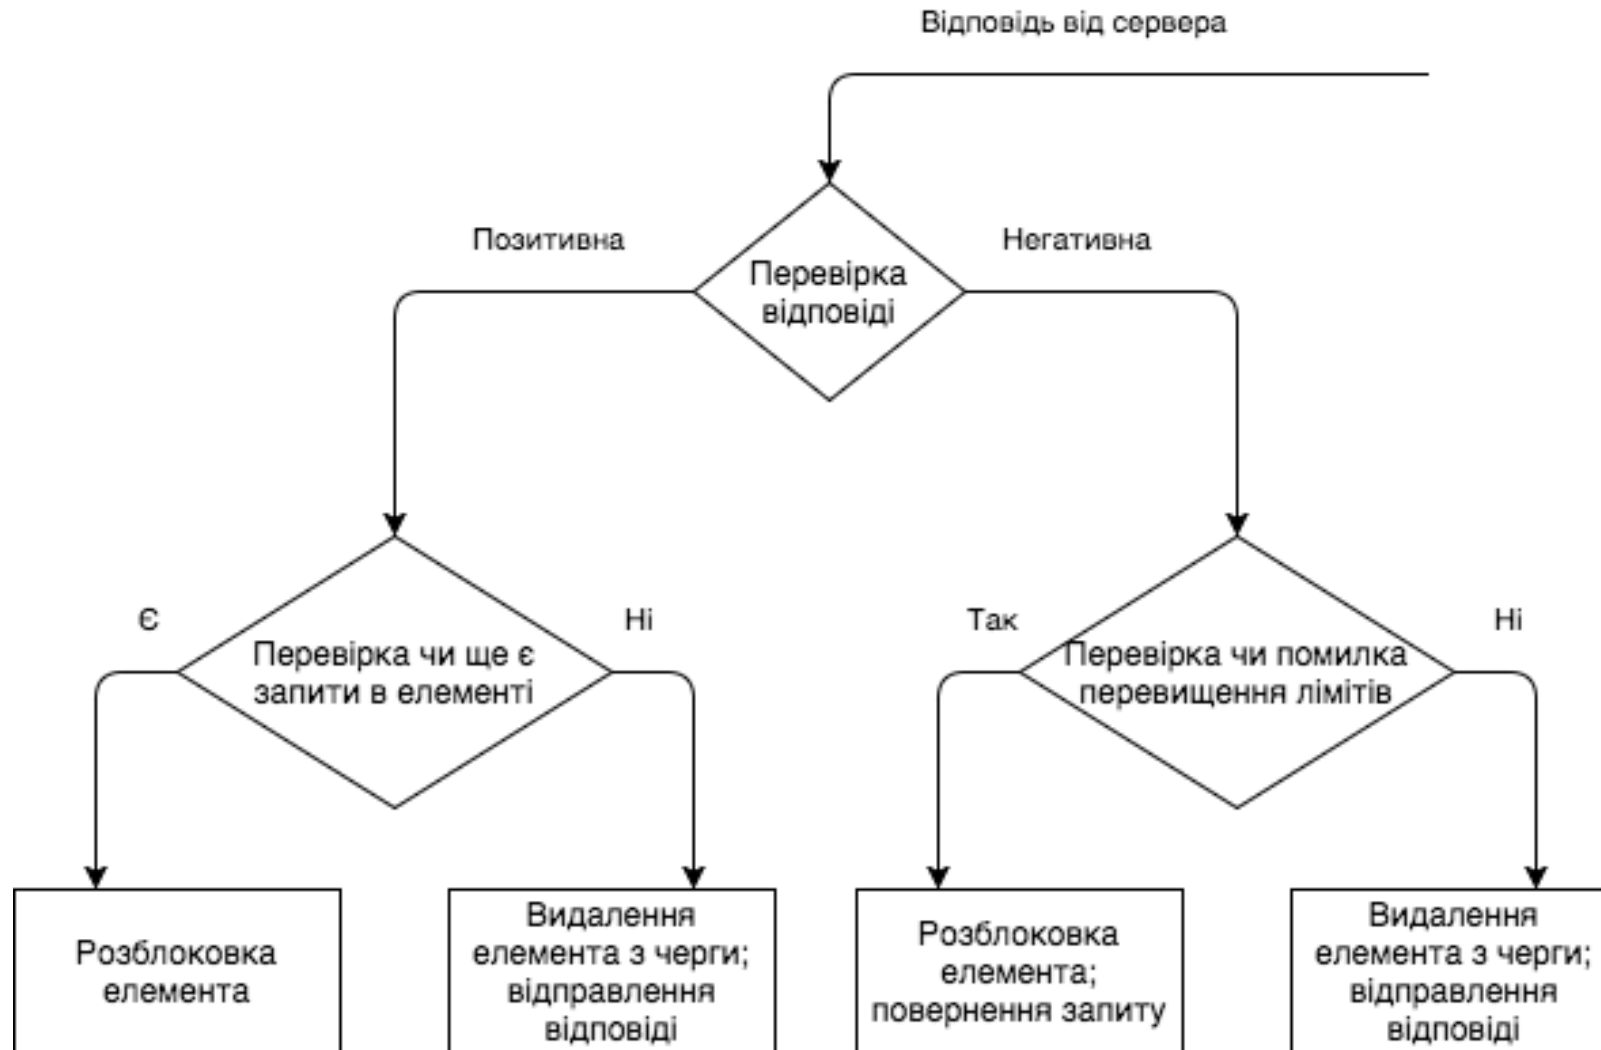 Відповідь від сервера
Позитивна
Негативна
Перевірка
відповіді
Є
Ні
Перевірка чи ще є
запити в елементі
Так
Ні
Перевірка чи помилка
перевищення лімітів
Розблоковка
елемента
Видалення
елемента з черги;
відправлення
відповіді
Розблоковка
елемента;
повернення запиту
Видалення
елемента з черги;
відправлення
відповіді